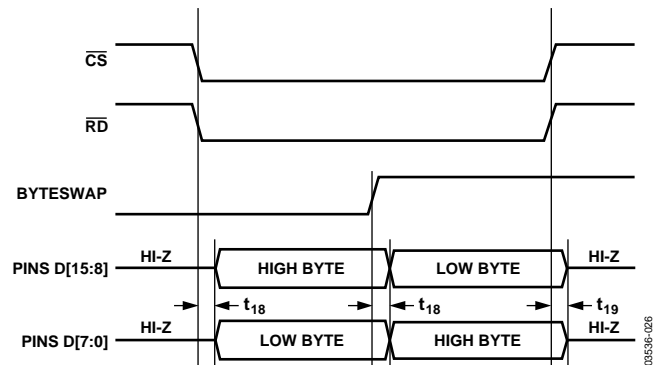 CS
RD
BYTESWAP
PINS D[15:8] HI-Z HIGH BYTE LOW BYTE HI-Z
t18 t18 t19
PINS D[7:0] HI-Z LOW BYTE HIGH BYTE HI-Z
03536-026